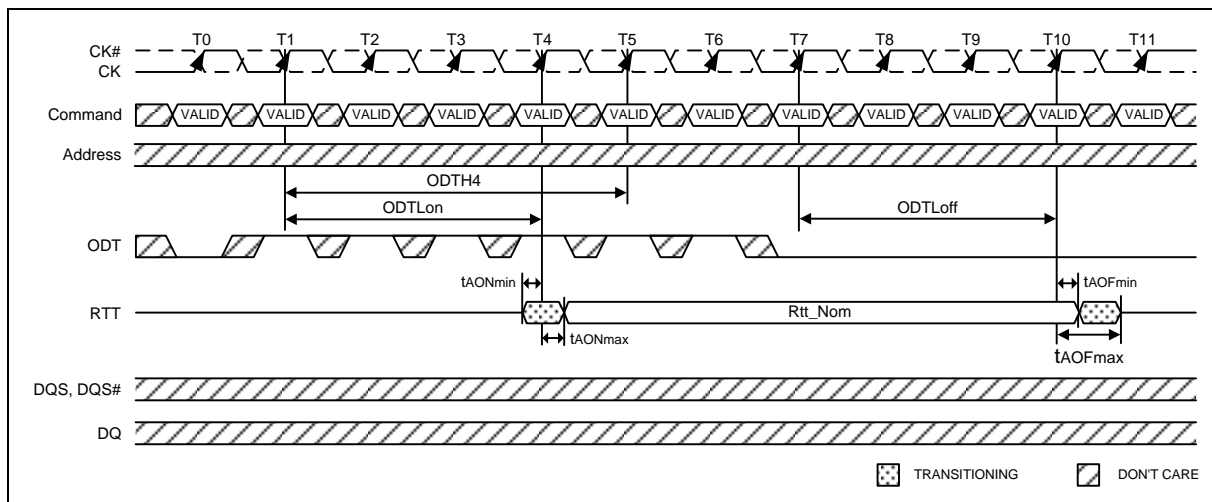 T0 T1 T2 T3 T4 T5 T6 T7 T8 T9 T10 T11
CK#
CK
Command VALID VALID VALID VALID VALID VALID VALID VALID VALID VALID VALID VALID
Address
ODTH4
ODTLon ODTLoff
ODT
tAONmin tAOFmin
RTT Rtt_Nom
tAONmax tAOFmax
DQS, DQS#
DQ
TRANSITIONING DON'T CARE